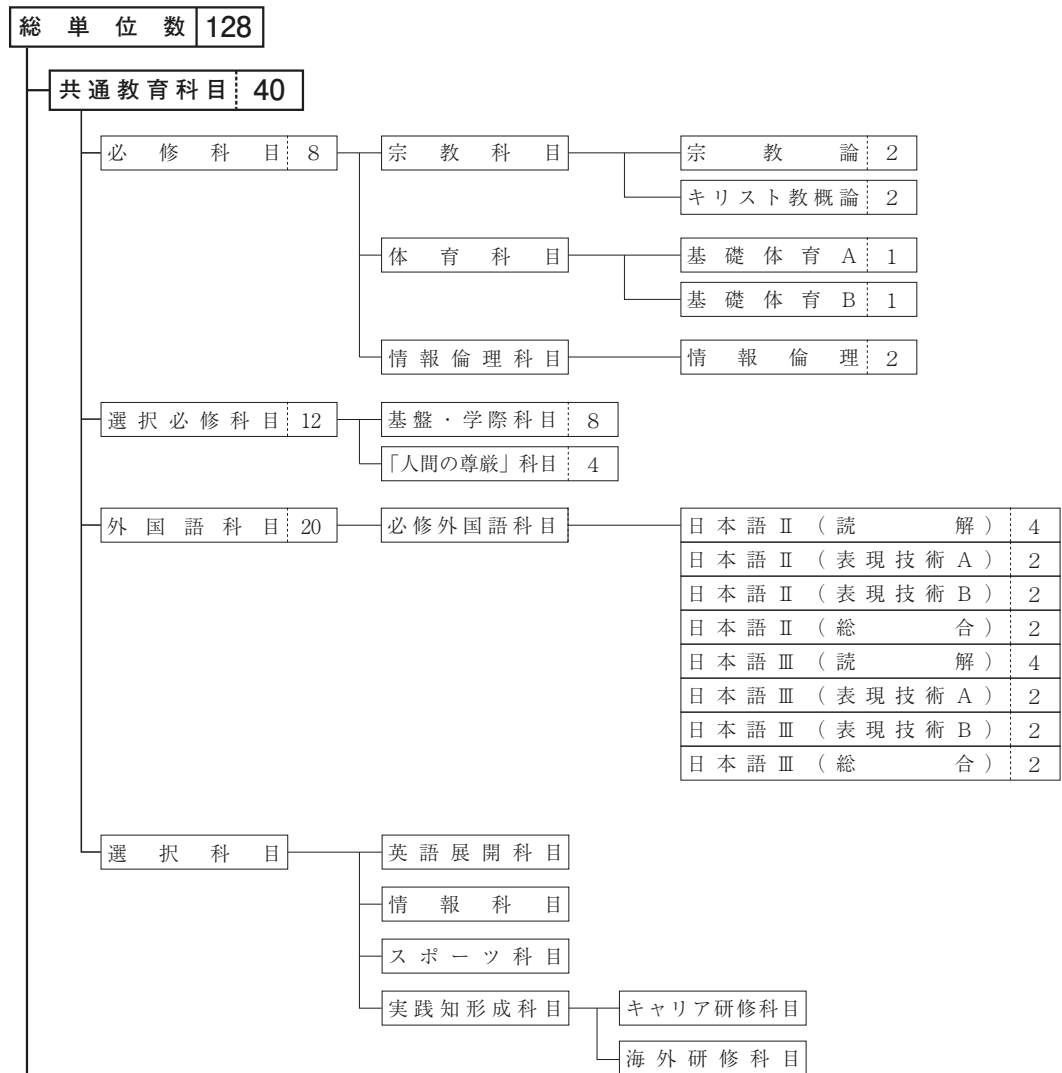 総単位数 128
共通教育科目 40
必修科目 8 宗教科目 宗教論 2
キリスト教概論 2
体育科目 基礎体育A 1
基礎体育B 1
情報倫理科目 情報倫理 2
選択必修科目 12 基盤・学際科目 8
「人間の尊厳」科目 4
外国語科目 20 必修外国語科目 日本語Ⅱ(読解) 4
日本語Ⅱ(表現技術A) 2
日本語Ⅱ(表現技術B) 2
日本語Ⅱ(総合) 2
日本語Ⅲ(読解) 4
日本語Ⅲ(表現技術A) 2
日本語Ⅲ(表現技術B) 2
日本語Ⅲ(総合) 2
選択科目 英語展開科目
情報科目
スポーツ科目
実践知形成科目 キャリア研修科目
海外研修科目